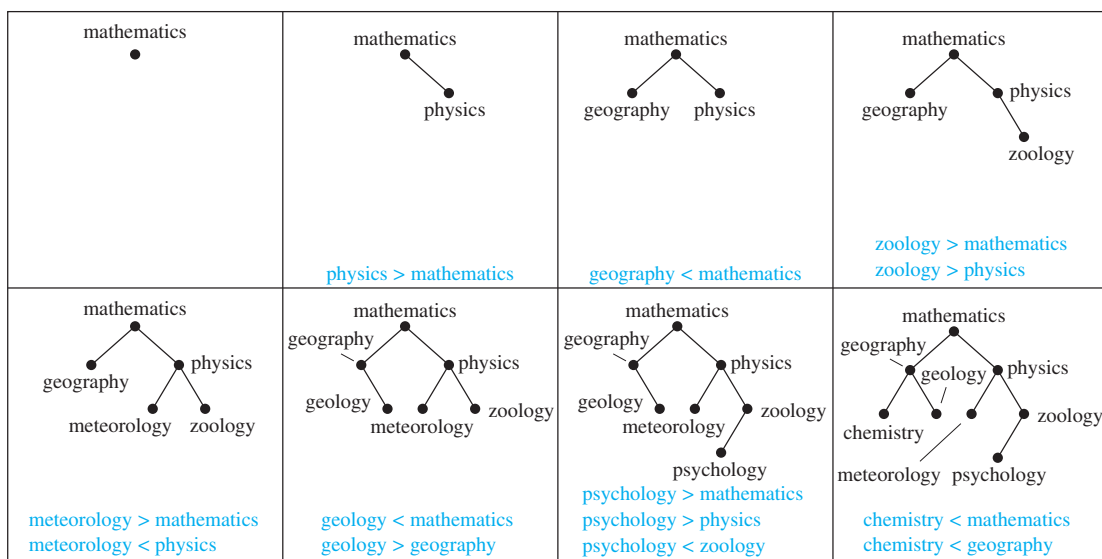 mathematics
mathematics
physics
physics > mathematics
mathematics
geography
physics
geography < mathematics
mathematics
geography
physics
zoology
zoology > mathematics
zoology > physics
mathematics
geography
physics
meteorology
zoology
meteorology > mathematics
meteorology < physics
mathematics
geography
physics
geology
meteorology
zoology
geology < mathematics
geology > geography
mathematics
geography
physics
geology
meteorology
zoology
psychology
psychology > mathematics
psychology > physics
psychology < zoology
mathematics
geography
geology
physics
chemistry
zoology
meteorology
psychology
chemistry < mathematics
chemistry < geography